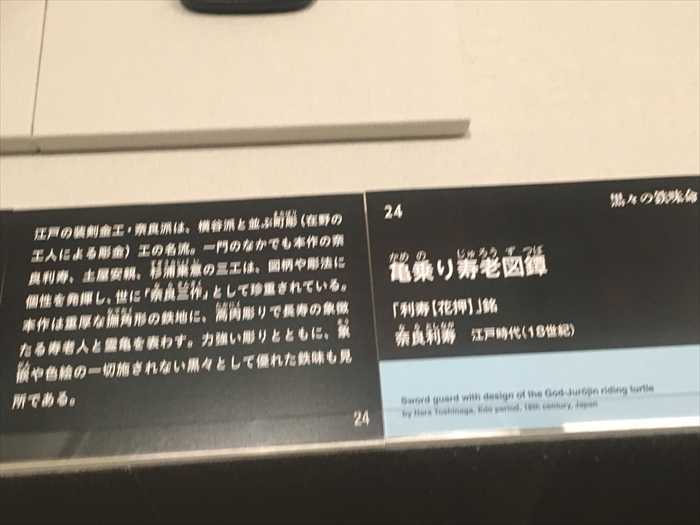 江戸の装剣金工・奈良派は、横谷派と並ぶ町彫(在野の
工人による彫金)工の名流。一門のなかでも本作の奈
良利寿、土屋安親、杉浦乗意の三工は、図柄や彫法に
個性を発揮し、世に「奈良三作」として珍重されている。
本作は重厚な撫角形の鉄地に、高肉彫りで長寿の象徴
たる寿老人と霊亀を表わす。力強い彫りとともに、象
嵌や色絵の一切施されない黒々として優れた鉄味も見
所である。
24
24
黒々の鉄味命
かめ の じゅろう ず つば
亀乗り寿老図鐔
「利寿(花押)」銘
奈良利寿 江戸時代(18世紀)
Sword guard with design of the God-Jurōjin riding turtle
by Nara Toshinaga, Edo period, 18th century, Japan